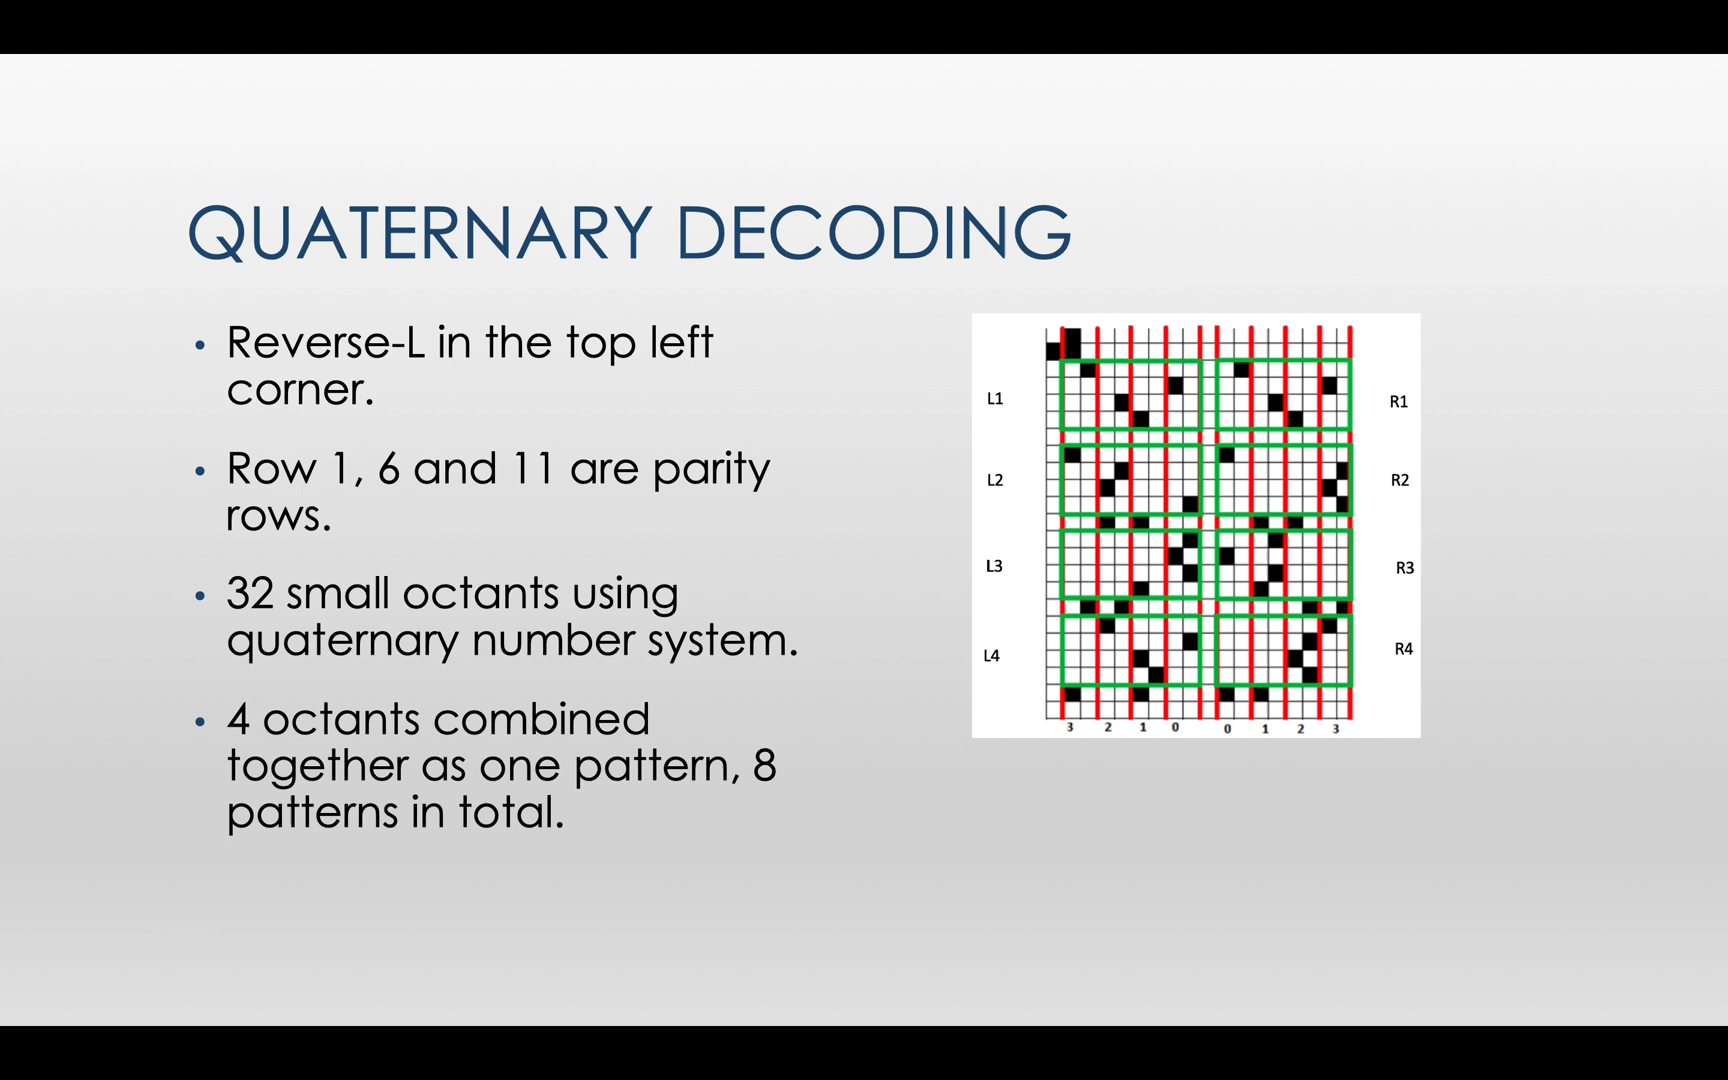 QUATERNARY DECODING
• Reverse-L in the top left
corner.
• Row 1, 6 and 11 are parity
rows.
• 32 small octants using
quaternary number system.
• 4 octants combined
together as one pattern, 8
patterns in total.
L1 R1
L2 R2
L3 R3
L4 R4
3 2 1 0 0 1 2 3